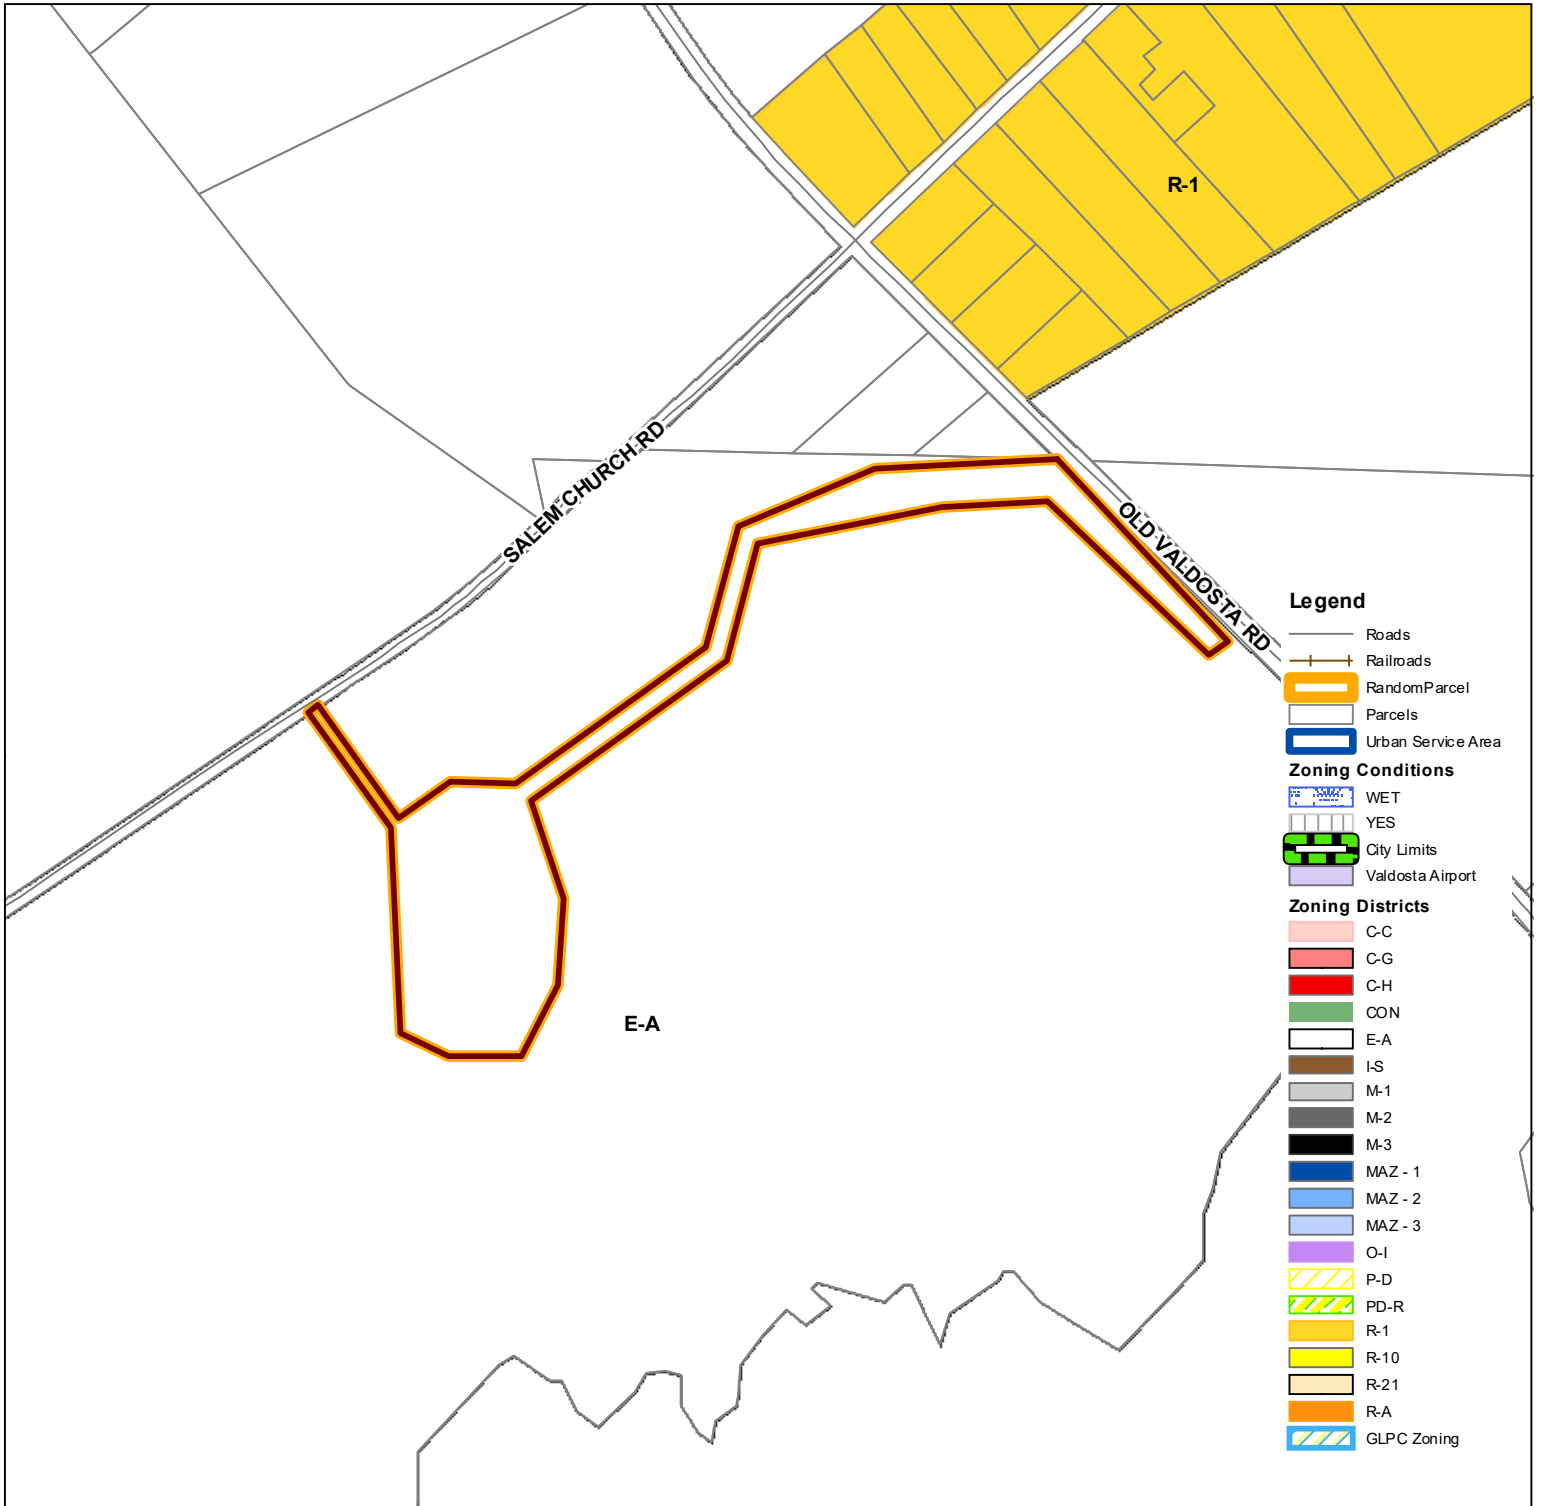 R-1
SALEM CHURCH RD
OLD VALDOSTA RD
E-A
Legend
Roads
Railroads
RandomParcel
Parcels
Urban Service Area
Zoning Conditions
WET
YES
City Limits
Valdosta Airport
Zoning Districts
C-C
C-G
C-H
CON
E-A
I-S
M-1
M-2
M-3
MAZ - 1
MAZ - 2
MAZ - 3
O-I
P-D
PD-R
R-1
R-10
R-21
R-A
GLPC Zoning